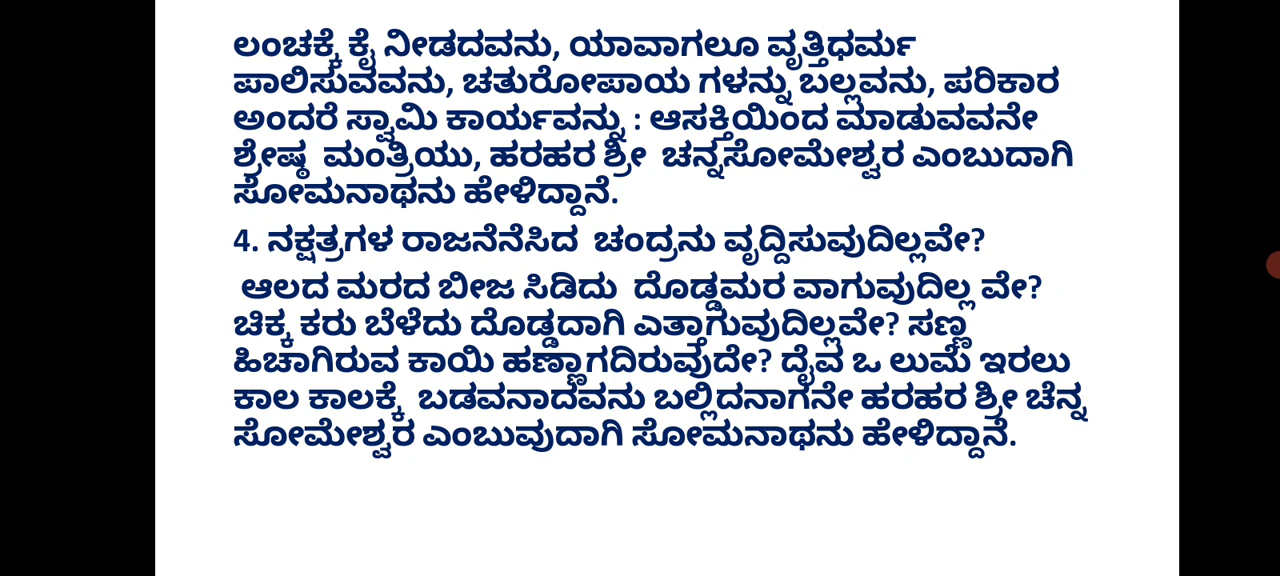 ಲಂಚಕ್ಕೆ ಕೈ ನೀಡದವನು, ಯಾವಾಗಲೂ ವೃತ್ತಿಧರ್ಮ
ಪಾಲಿಸುವವನು, ಚತುರೋಪಾಯ ಗಳನ್ನು ಬಲ್ಲವನು, ಪರಿಕಾರ
ಅಂದರೆ ಸ್ವಾಮಿ ಕಾರ್ಯವನ್ನು : ಆಸಕ್ತಿಯಿಂದ ಮಾಡುವವನೇ
ಶ್ರೇಷ್ಠ ಮಂತ್ರಿಯು, ಹರಹರ ಶ್ರೀ ಚನ್ನಸೋಮೇಶ್ವರ ಎಂಬುದಾಗಿ
ಸೋಮನಾಥನು ಹೇಳಿದ್ದಾನೆ.
4. ನಕ್ಷತ್ರಗಳ ರಾಜನೆನೆಸಿದ ಚಂದ್ರನು ವೃದ್ದಿಸುವುದಿಲ್ಲವೇ?
ಆಲದ ಮರದ ಬೀಜ ಸಿಡಿದು ದೊಡ್ಡಮರ ವಾಗುವುದಿಲ್ಲ ವೇ?
ಚಿಕ್ಕ ಕರು ಬೆಳೆದು ದೊಡ್ಡದಾಗಿ ಎತ್ತಾಗುವುದಿಲ್ಲವೇ? ಸಣ್ಣ
ಹಿಚಾಗಿರುವ ಕಾಯಿ ಹಣ್ಣಾಗದಿರುವುದೇ? ದೈವ ಒ ಲುಮೆ ಇರಲು
ಕಾಲ ಕಾಲಕ್ಕೆ ಬಡವನಾದವನು ಬಲ್ಲಿದನಾಗನೇ ಹರಹರ ಶ್ರೀ ಚೆನ್ನ
ಸೋಮೇಶ್ವರ ಎಂಬುವುದಾಗಿ ಸೋಮನಾಥನು ಹೇಳಿದ್ದಾನೆ.